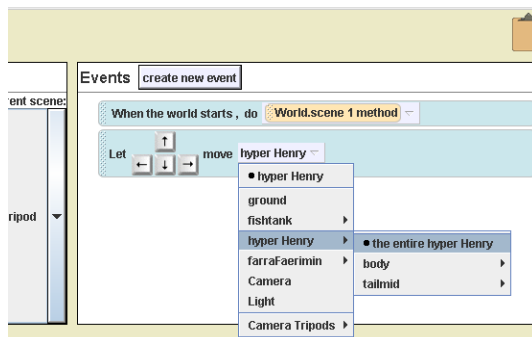 Events create new event
ent scene:
When the world starts , do World.scene 1 method
Let ↑ ← ↓ → move hyper Henry
hyper Henry
ground
ripod
fishtank
hyper Henry
the entire hyper Henry
farraFaerimin
body
Camera
tailmid
Light
Camera Tripods